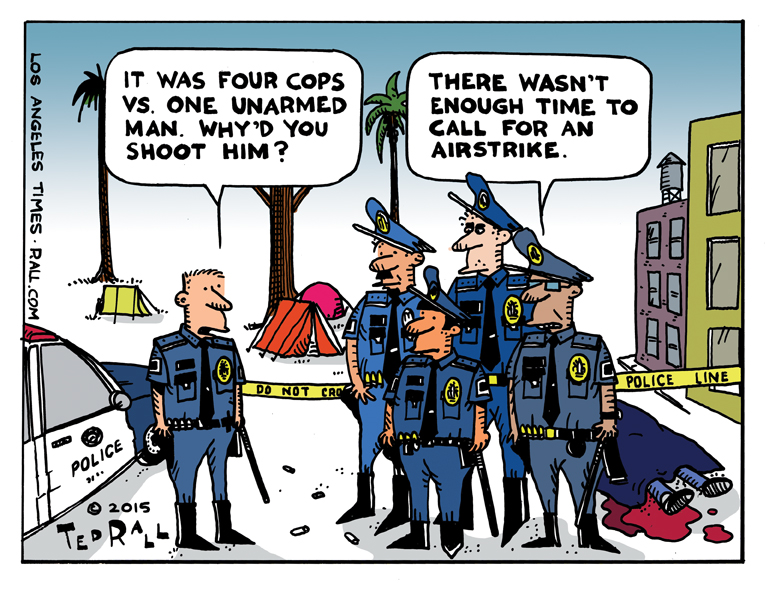 IT WAS FOUR COPS
VS. ONE UNARMED
MAN. WHY'D YOU
SHOOT HIM?
THERE WASN'T
ENOUGH TIME TO
CALL FOR AN
AIRSTRIKE.
LOS ANGELES TIMES · RALL.COM
DO NOT CRO
POLICE LINE
POLICE
© 2015
TED RALL